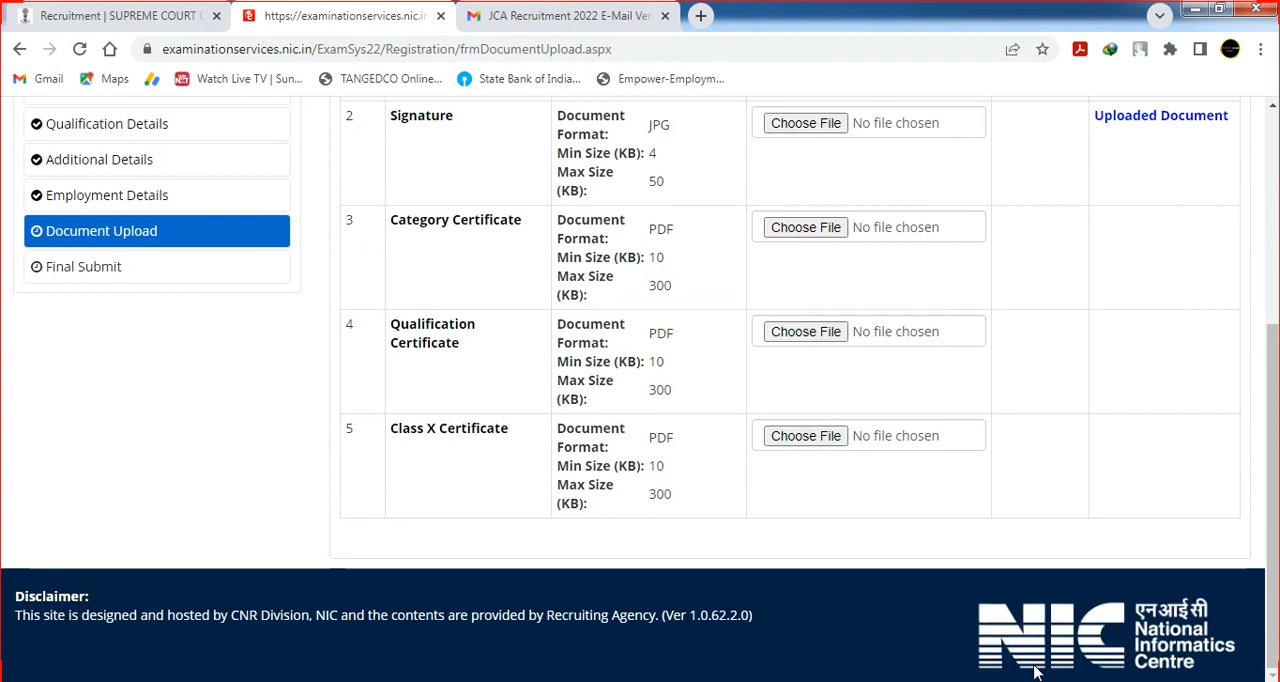 Recruitment | SUPREME COURT
https://examinationservices.nic.in
JCA Recruitment 2022 E-Mail Ver
examinationservices.nic.in/ExamSys22/Registration/frmDocumentUpload.aspx
Gmail Maps Watch Live TV | Sun... TANGEDCO Online... State Bank of India... Empower-Employm...
Qualification Details
Additional Details
Employment Details
Document Upload
Final Submit
2 Signature
Document Format: JPG
Min Size (KB): 4
Max Size (KB): 50
Choose File No file chosen
Uploaded Document
3 Category Certificate
Document Format: PDF
Min Size (KB): 10
Max Size (KB): 300
Choose File No file chosen
4 Qualification Certificate
Document Format: PDF
Min Size (KB): 10
Max Size (KB): 300
Choose File No file chosen
5 Class X Certificate
Document Format: PDF
Min Size (KB): 10
Max Size (KB): 300
Choose File No file chosen
Disclaimer:
This site is designed and hosted by CNR Division, NIC and the contents are provided by Recruiting Agency. (Ver 1.0.62.2.0)
NIC
एन आई सी
National
Informatics
Centre